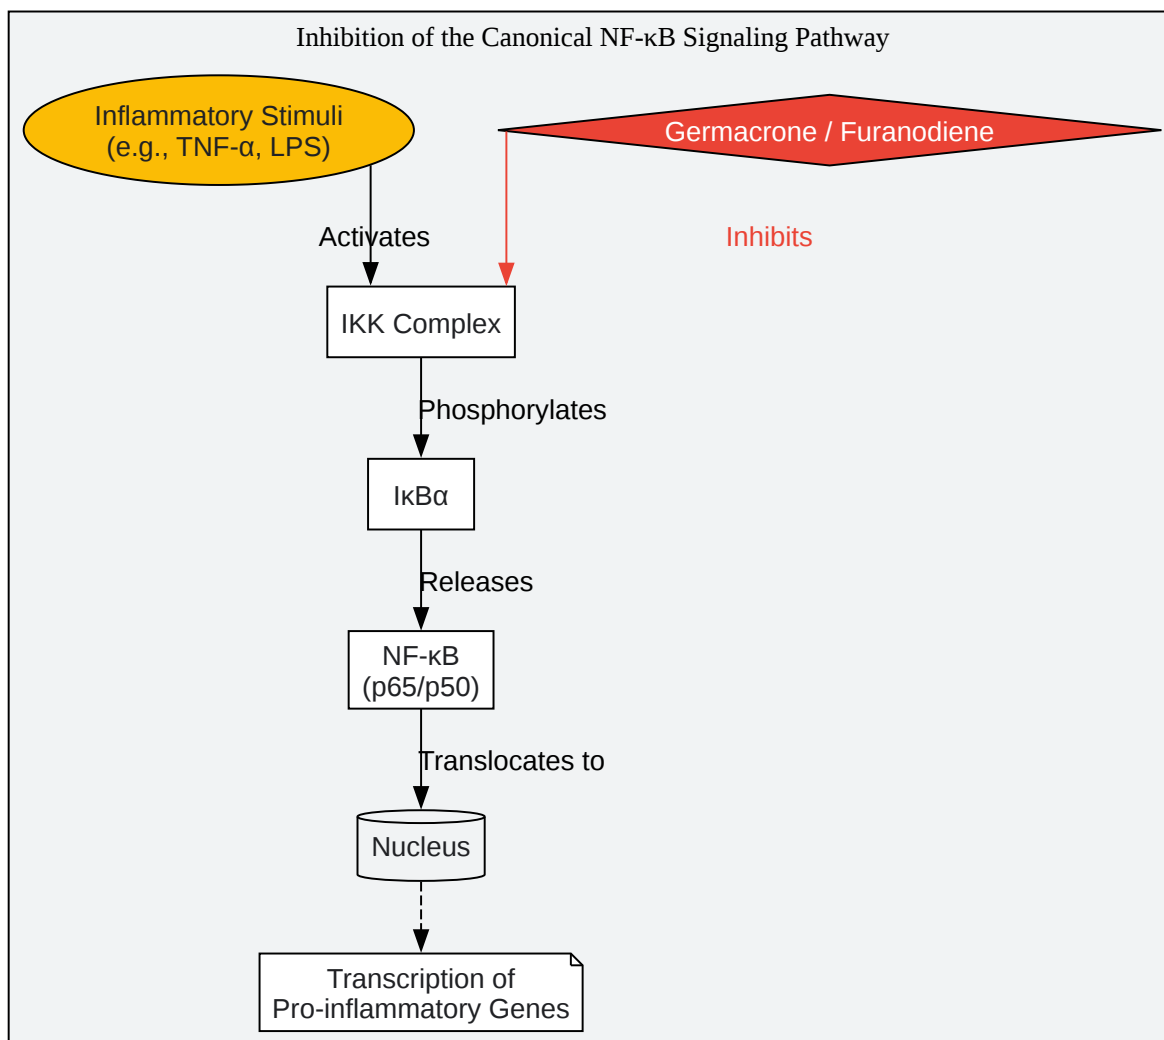 Inhibition of the Canonical NF-κB Signaling Pathway
Inflammatory Stimuli
(e.g., TNF-α, LPS)
Germacrone / Furanodiene
Activates
Inhibits
IKK Complex
Phosphorylates
IκBα
Releases
NF-κB
(p65/p50)
Translocates to
Nucleus
Transcription of
Pro-inflammatory Genes